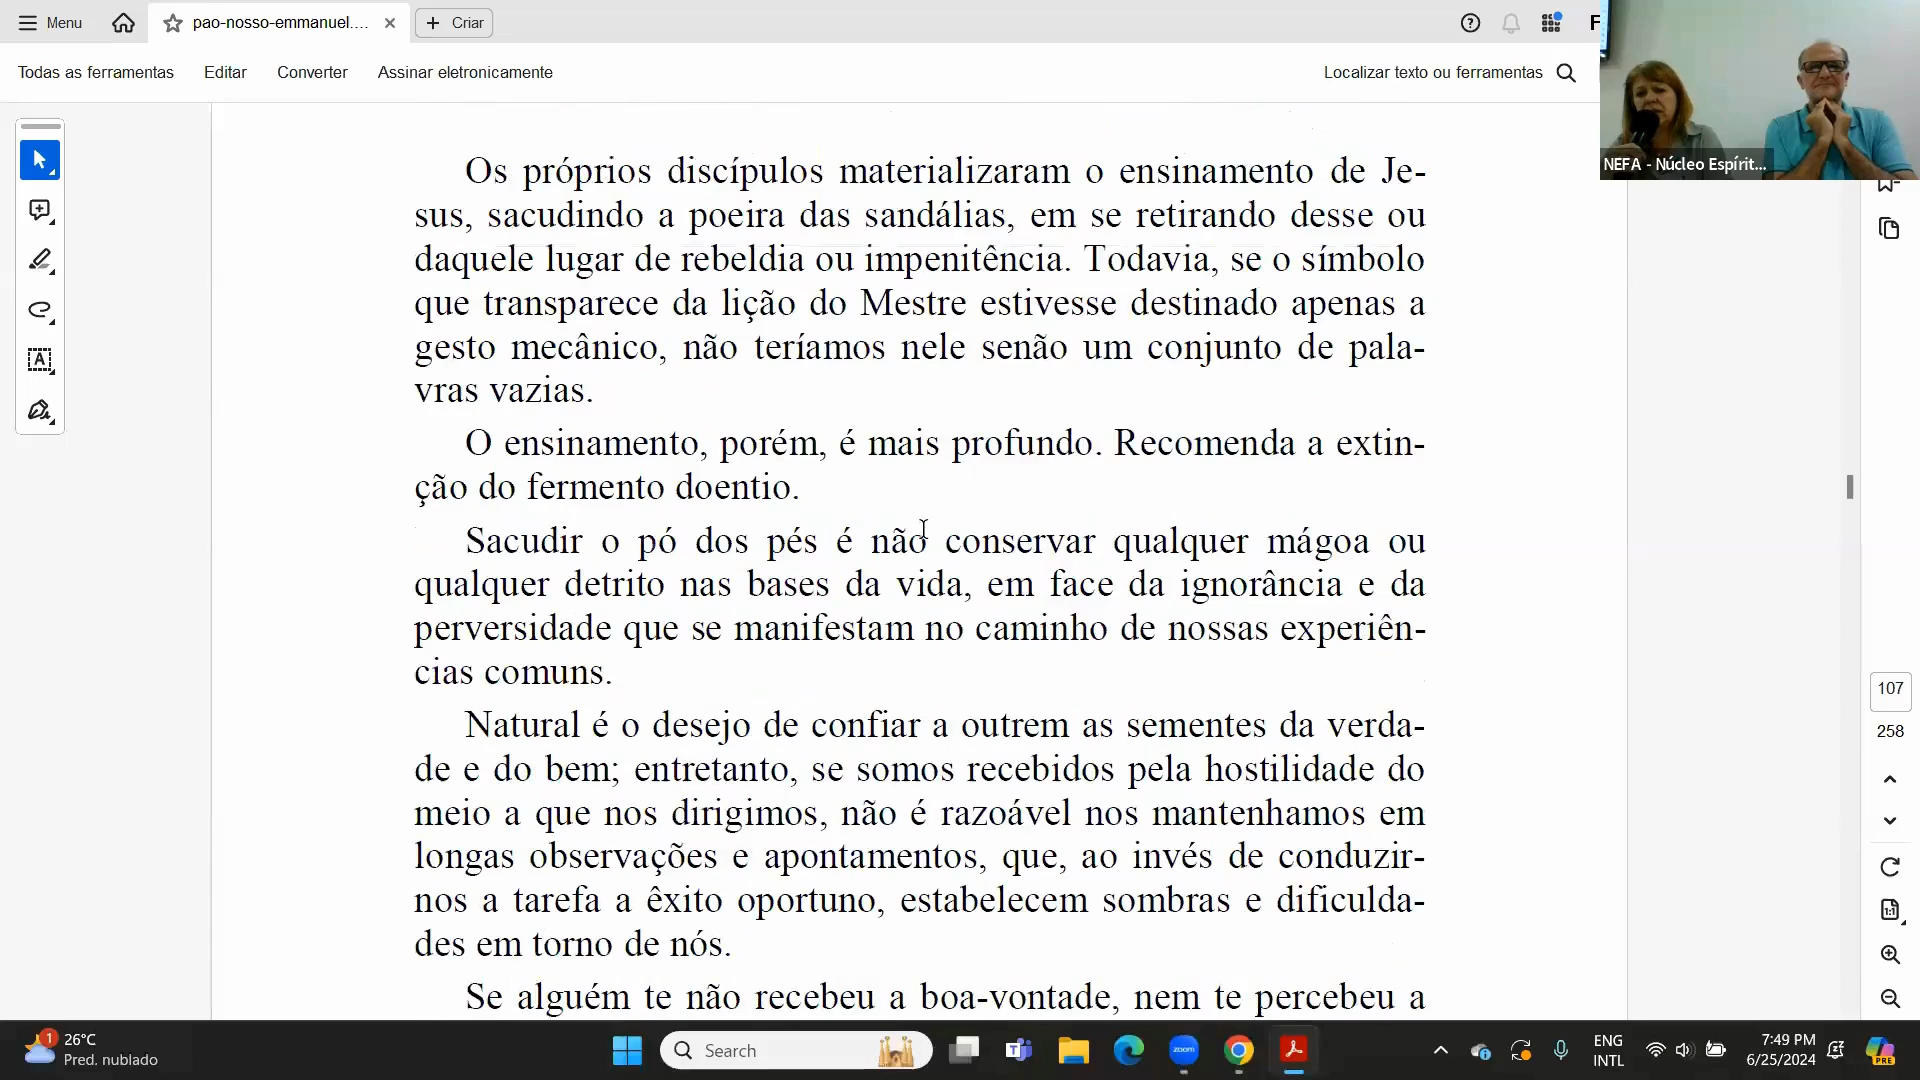 Menu
pao-nosso-emmanuel....
Criar
Todas as ferramentas
Editar
Converter
Assinar eletronicamente
Localizar texto ou ferramentas
NEFA - Núcleo Espírit...
Os próprios discípulos materializaram o ensinamento de Je-
sus, sacudindo a poeira das sandálias, em se retirando desse ou
daquele lugar de rebeldia ou impenitência. Todavia, se o símbolo
que transparece da lição do Mestre estivesse destinado apenas a
gesto mecânico, não teríamos nele senão um conjunto de pala-
vras vazias.
O ensinamento, porém, é mais profundo. Recomenda a extin-
ção do fermento doentio.
Sacudir o pó dos pés é não conservar qualquer mágoa ou
qualquer detrito nas bases da vida, em face da ignorância e da
perversidade que se manifestam no caminho de nossas experiên-
cias comuns.
Natural é o desejo de confiar a outrem as sementes da verda-
de e do bem; entretanto, se somos recebidos pela hostilidade do
meio a que nos dirigimos, não é razoável nos mantenhamos em
longas observações e apontamentos, que, ao invés de conduzir-
nos a tarefa a êxito oportuno, estabelecem sombras e dificulda-
des em torno de nós.
Se alguém te não recebeu a boa-vontade, nem te percebeu a
107
258
1
26°C
Pred. nublado
Search
zoom
ENG
INTL
7:49 PM
6/25/2024
PRE